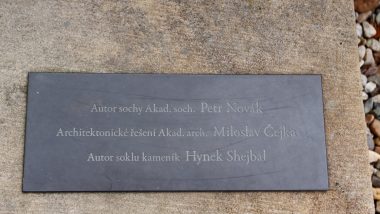 Autor sochy Akad. soch. Petr Novák
Architektonické řešení Akad. arch. Miloslav Čejka
Autor soklu kameník Hynek Shejbal